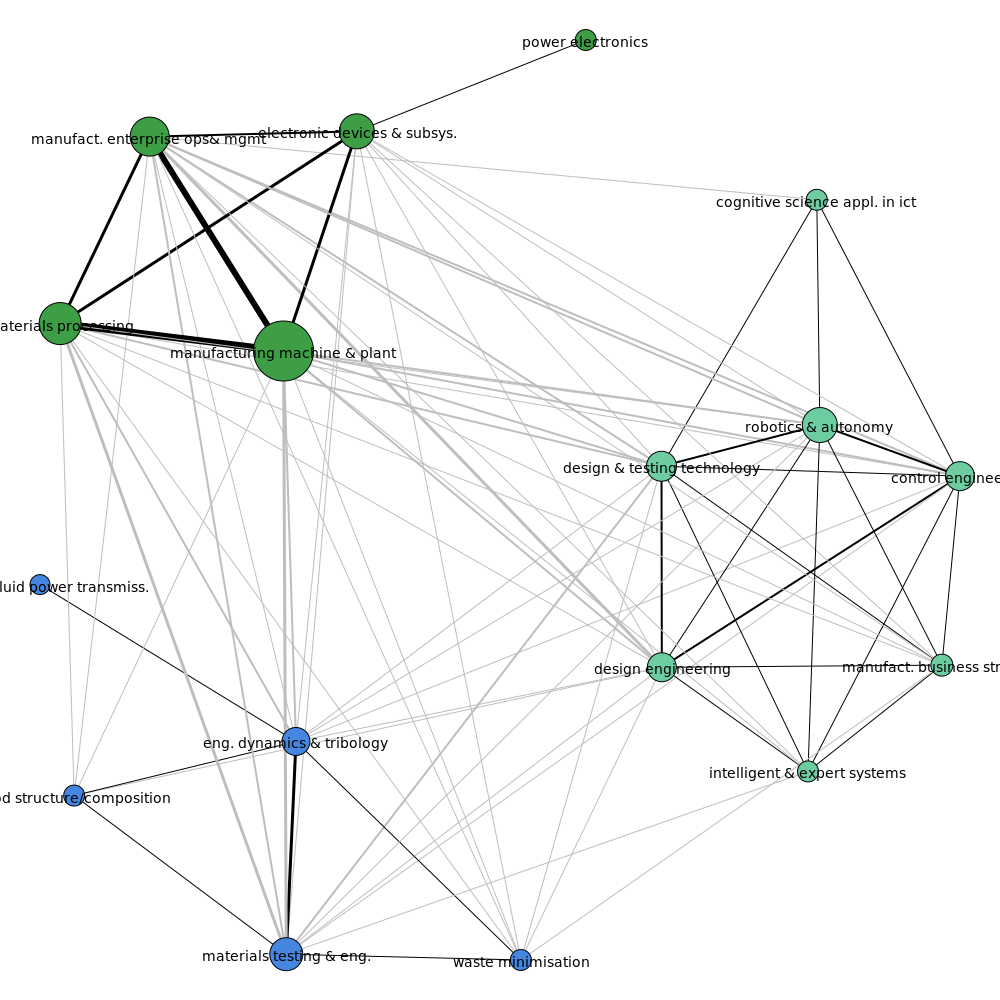 power electronics
manufact. enterprise ops& mgmt
electronic devices & subsys.
cognitive science appl. in ict
aterials processing
manufacturing machine & plant
robotics & autonomy
design & testing technology
control enginee
luid power transmiss.
design engineering
manufact. business str
eng. dynamics & tribology
intelligent & expert systems
od structure/composition
materials testing & eng.
waste minimisation